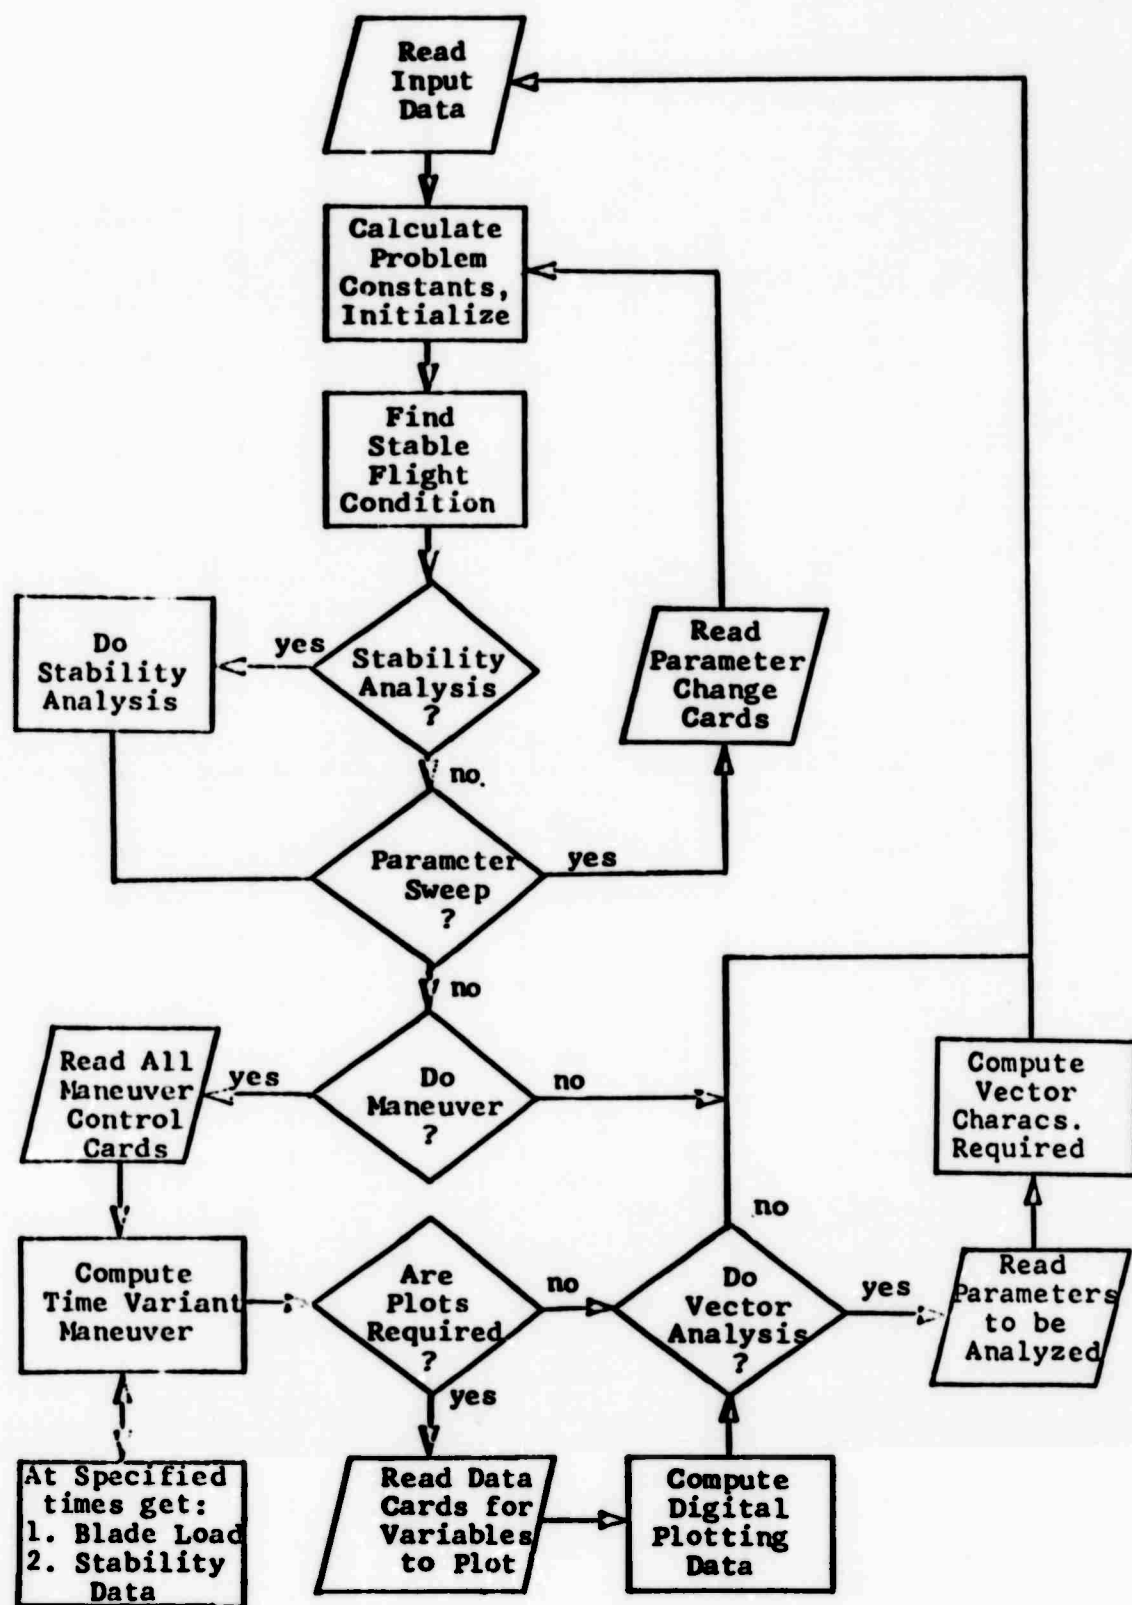 Read
Input
Data
Calculate
Problem
Constants,
Initialize
Find
Stable
Flight
Condition
Do
Stability
Analysis
yes
Stability
Analysis
?
Read
Parameter
Change
Cards
no.
Parameter
Sweep
?
yes
no
Read All
Maneuver
Control
Cards
yes
Do
Maneuver
?
no
Compute
Vector
Characs.
Required
no
Compute
Time Variant
Maneuver
Are
Plots
Required
?
no
Do
Vector
Analysis
?
yes
Read
Parameters
to be
Analyzed
yes
At Specified
times get:
1. Blade Load
2. Stability
Data
Read Data
Cards for
Variables
to Plot
Compute
Digital
Plotting
Data